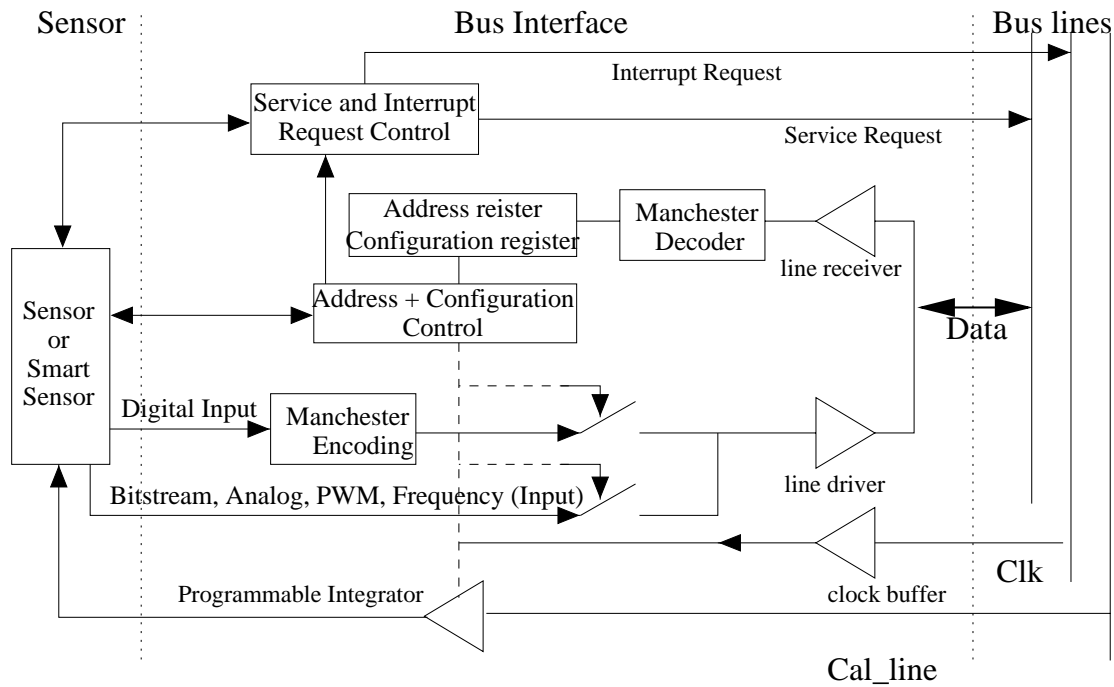 Sensor
Bus Interface
Bus lines
Interrupt Request
Service and Interrupt
Request Control
Service Request
Address reister
Configuration register
Manchester
Decoder
line receiver
Sensor
or
Smart
Sensor
Address + Configuration
Control
Data
Digital Input
Manchester
Encoding
line driver
Bitstream, Analog, PWM, Frequency (Input)
Clk
Programmable Integrator
clock buffer
Cal_line